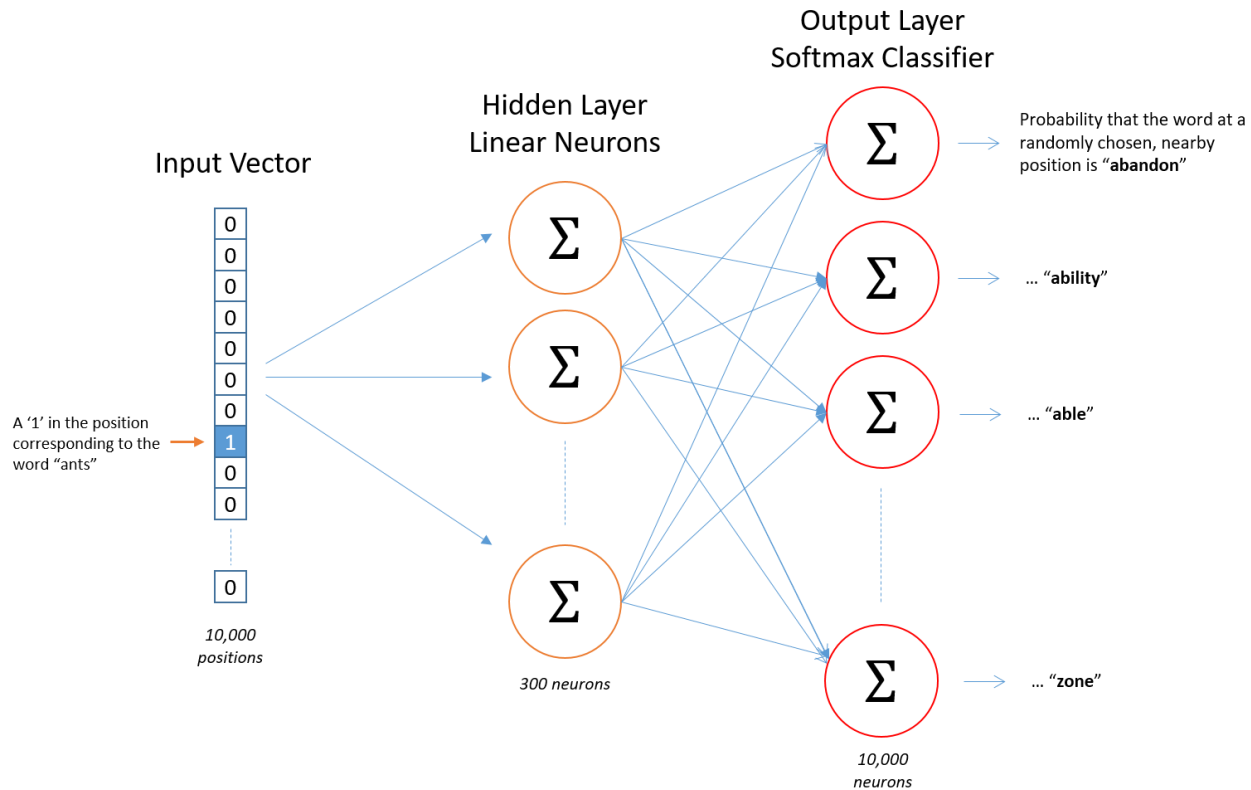 Output Layer
Softmax Classifier
Hidden Layer
Linear Neurons
Input Vector
0
0
0
0
0
0
0
1
0
0
0
A ‘1’ in the position
corresponding to the
word “ants”
10,000
positions
Σ
Σ
Σ
300 neurons
Σ
Σ
Σ
Σ
10,000
neurons
Probability that the word at a
randomly chosen, nearby
position is “abandon”
... “ability”
... “able”
... “zone”